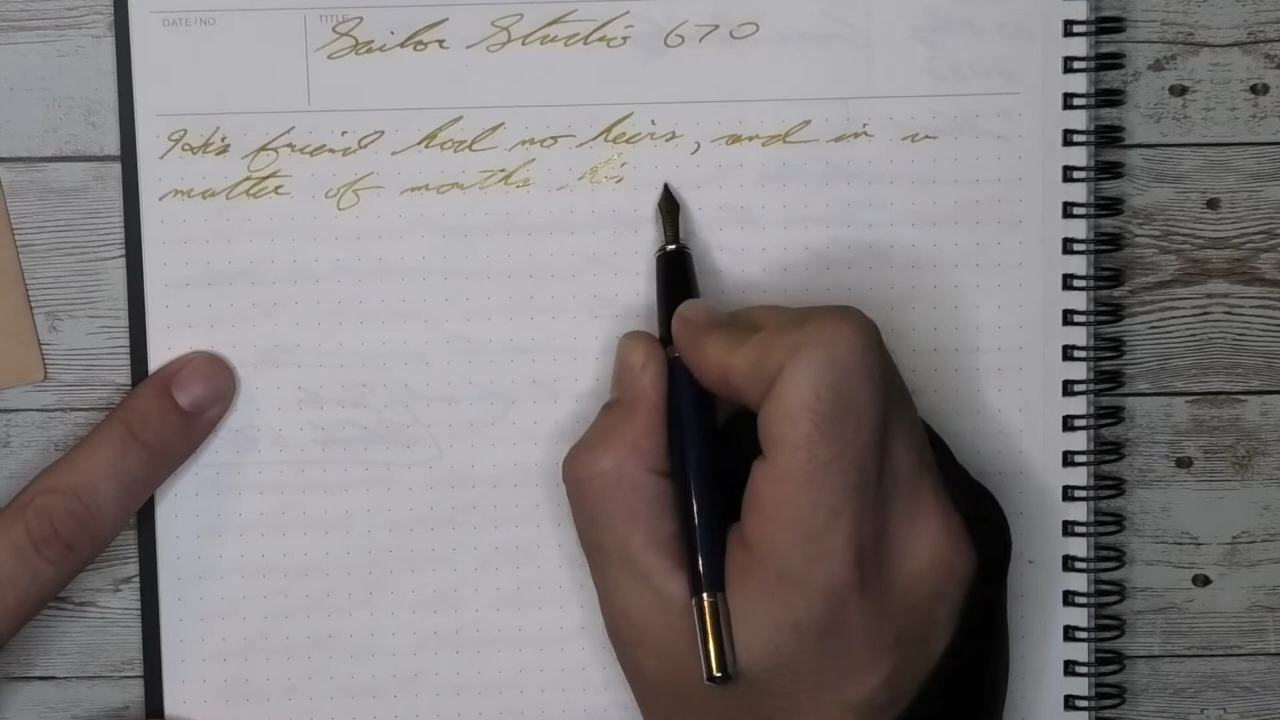 DATE/NO.
TITLE
Sailor Studio 670
His friend had no heirs, and in a
matter of months his